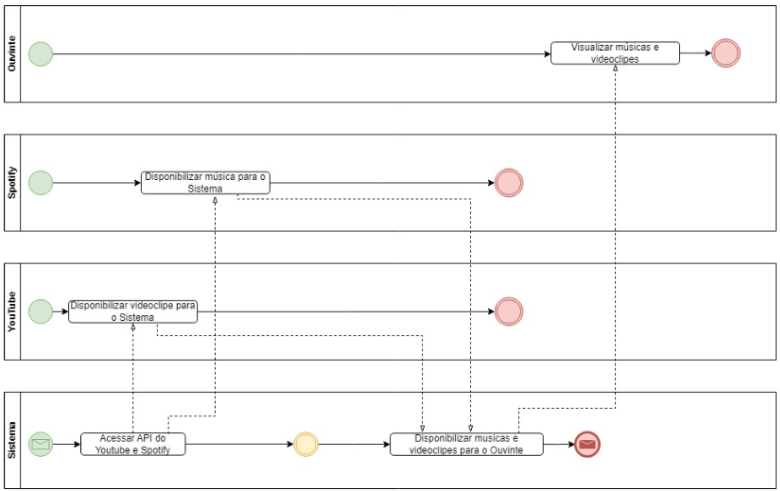 Ouvinte
Visualizar músicas e
videoclipes
Spotify
Disponibilizar música para o
Sistema
YouTube
Disponibilizar videoclipe para
o Sistema
Sistema
Acessar API do
Youtube e Spotify
Disponibilizar musicas e
videoclipes para o Ouvinte